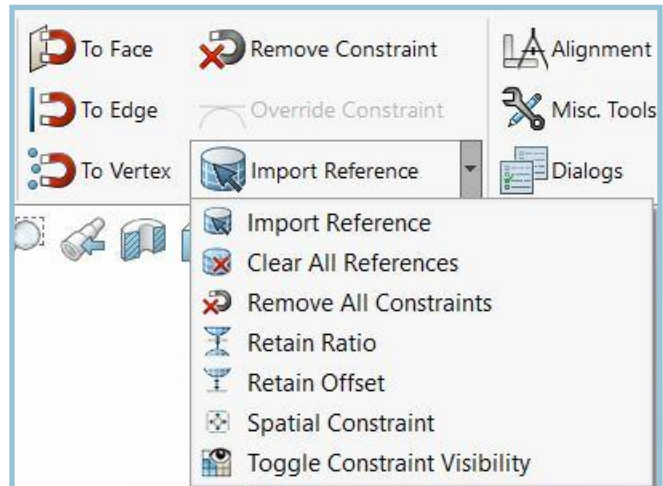 To Face
Remove Constraint
Alignment
To Edge
Override Constraint
Misc. Tools
To Vertex
Import Reference
Dialogs
Import Reference
Clear All References
Remove All Constraints
Retain Ratio
Retain Offset
Spatial Constraint
Toggle Constraint Visibility